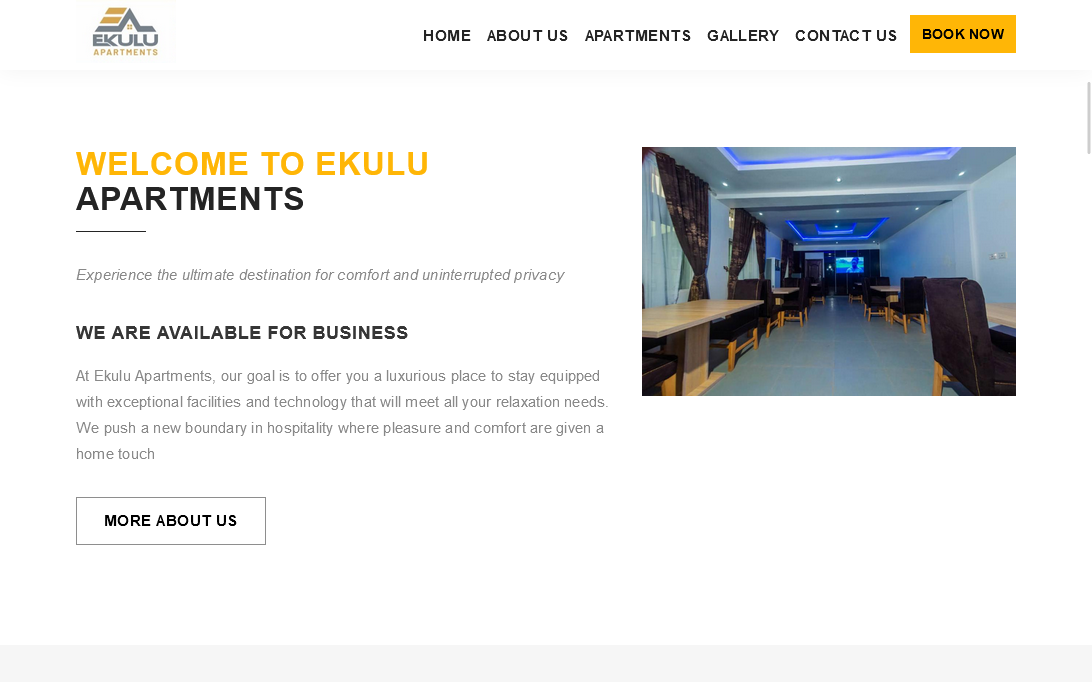 EKULU
APARTMENTS
HOME ABOUT US APARTMENTS GALLERY CONTACT US BOOK NOW
WELCOME TO EKULU
APARTMENTS
Experience the ultimate destination for comfort and uninterrupted privacy
WE ARE AVAILABLE FOR BUSINESS
At Ekulu Apartments, our goal is to offer you a luxurious place to stay equipped
with exceptional facilities and technology that will meet all your relaxation needs.
We push a new boundary in hospitality where pleasure and comfort are given a
home touch
MORE ABOUT US